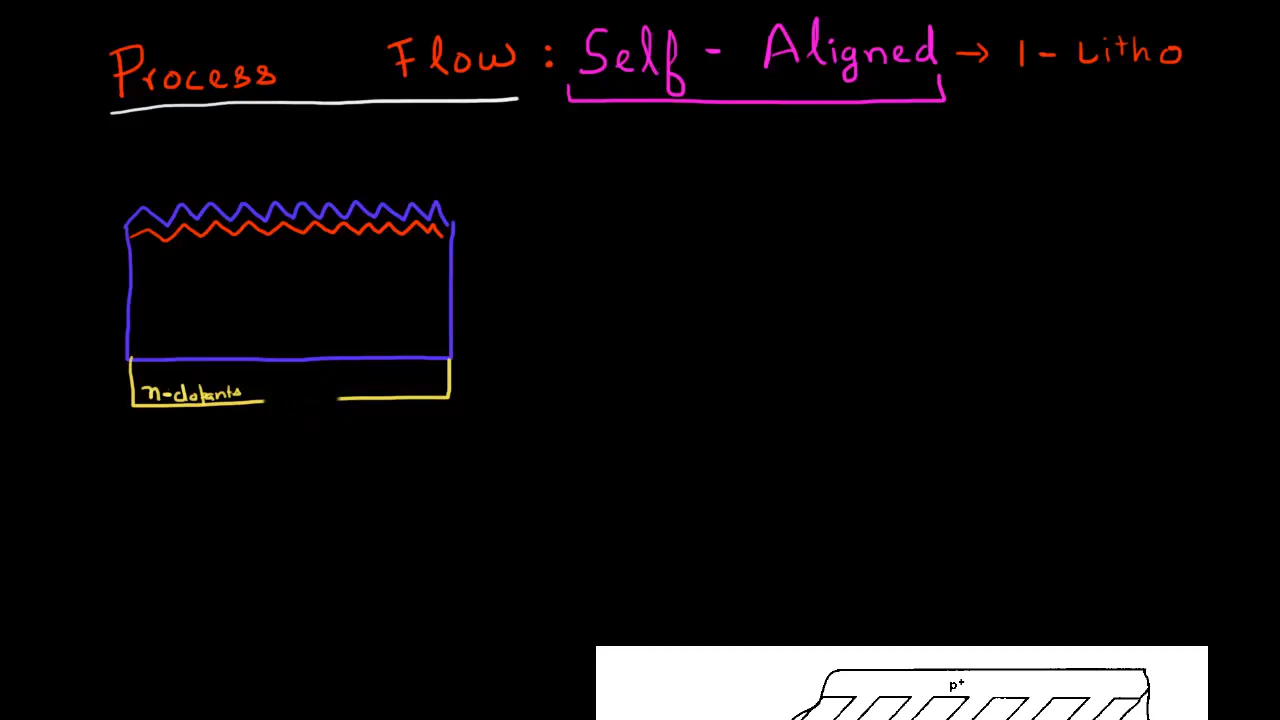 Process Flow : Self - Aligned → 1 - Litho
n-dopants
p+